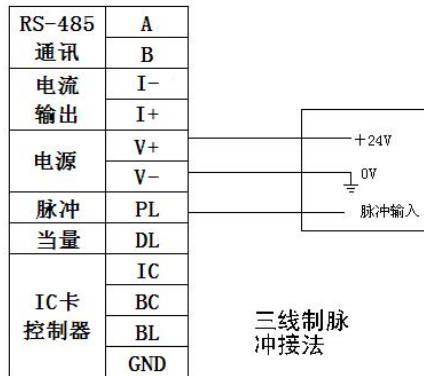 RS-485 A
通讯 B
电流 I-
输出 I+
电源 V+
V-
脉冲 PL
当量 DL
IC卡
控制器
IC
BC
BL
GND
+24V
0V
脉冲输入
三线制脉
冲接法